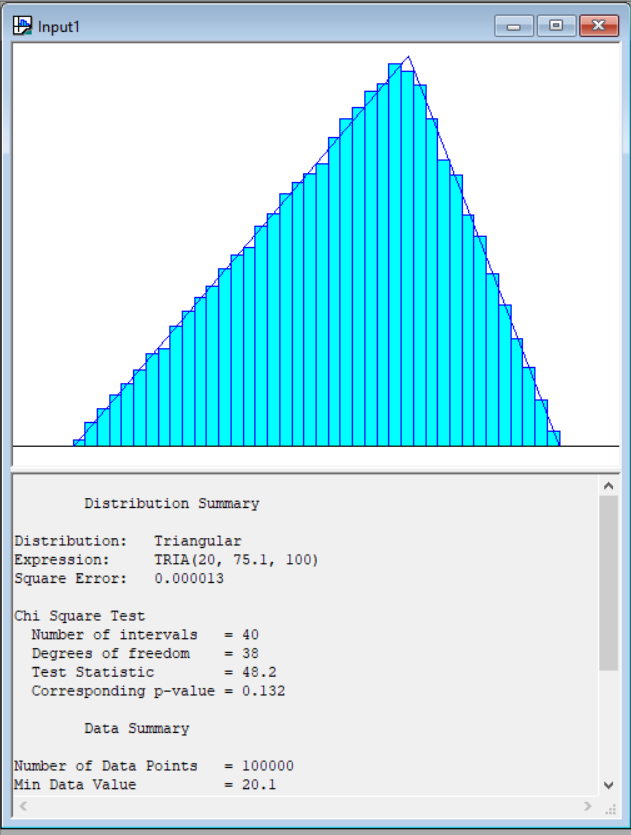 Input1
Distribution Summary
Distribution:   Triangular
Expression:     TRIA(20, 75.1, 100)
Square Error:   0.000013
Chi Square Test
  Number of intervals   = 40
  Degrees of freedom    = 38
  Test Statistic        = 48.2
  Corresponding p-value = 0.132
Data Summary
Number of Data Points   = 100000
Min Data Value          = 20.1